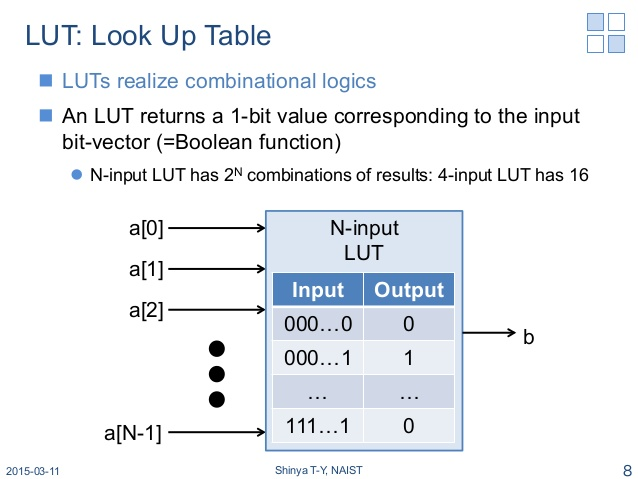 LUT: Look Up Table
LUTs realize combinational logics
An LUT returns a 1-bit value corresponding to the input
bit-vector (=Boolean function)
N-input LUT has 2ᴺ combinations of results: 4-input LUT has 16
a[0]
a[1]
a[2]
a[N-1]
N-input
LUT
Input Output
000…0 0
000…1 1
… …
111…1 0
b
2015-03-11
Shinya T-Y, NAIST
8